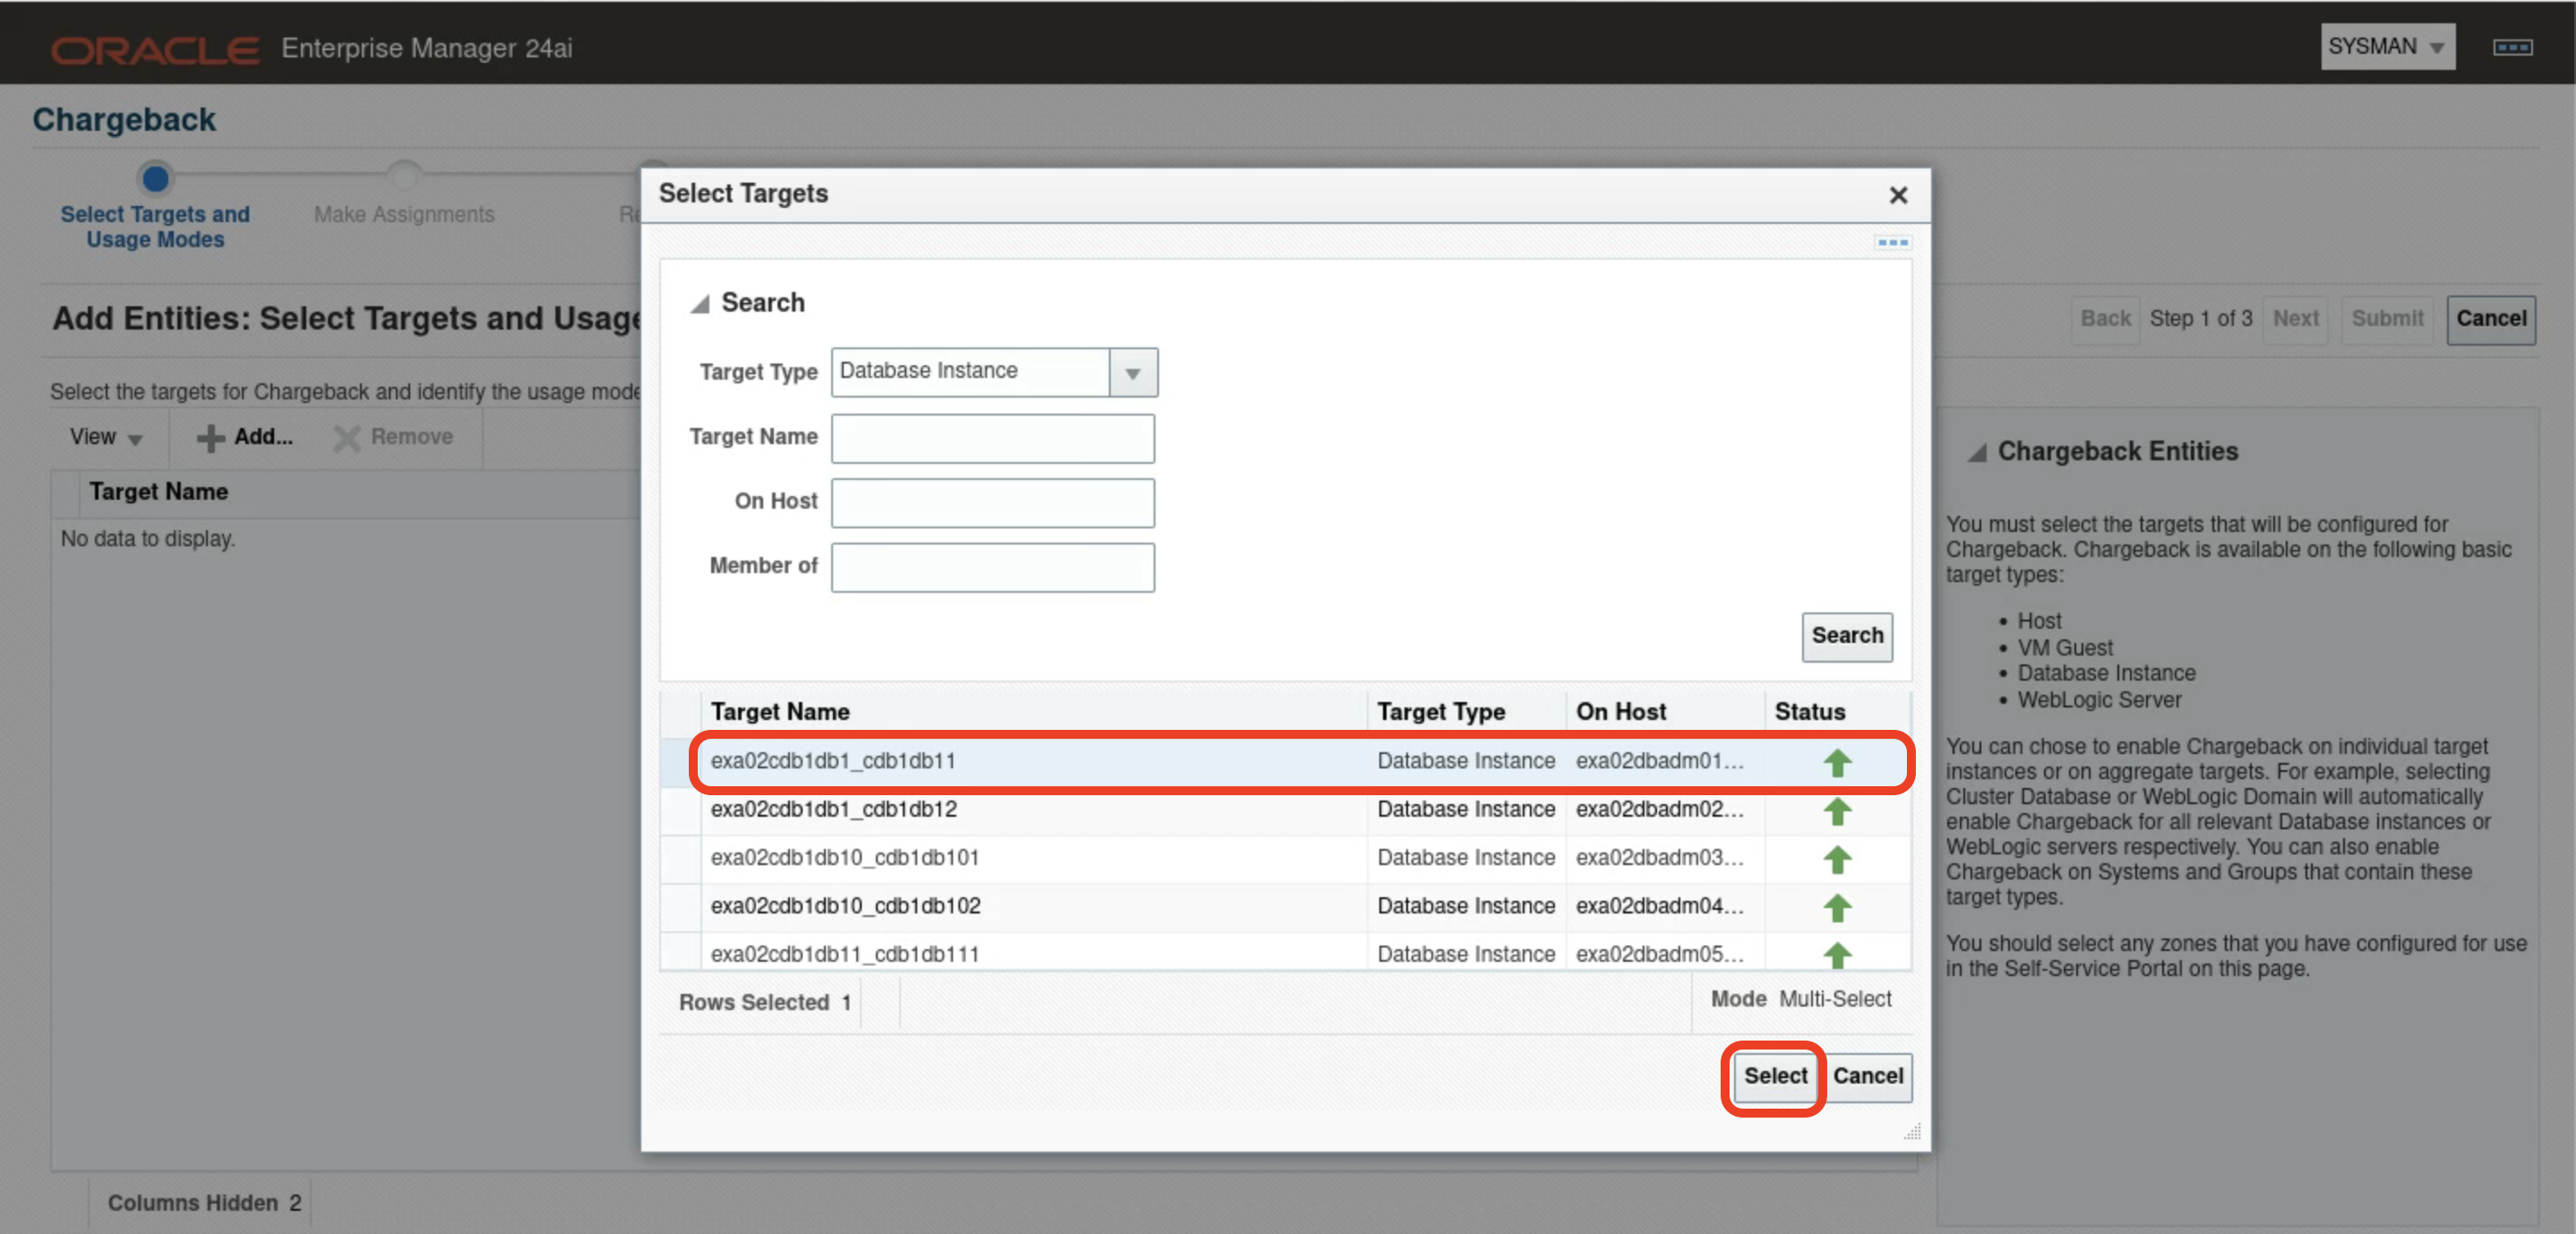 ORACLE Enterprise Manager 24ai
SYSMAN
Chargeback
Select Targets and
Usage Modes
Make Assignments
Add Entities: Select Targets and Usage
Back Step 1 of 3 Next Submit Cancel
Select the targets for Chargeback and identify the usage mode
View Add... Remove
Target Name
No data to display.
Columns Hidden 2
Select Targets
Search
Target Type Database Instance
Target Name
On Host
Member of
Search
Target Name Target Type On Host Status
exa02cdb1db1_cdb1db11 Database Instance exa02dbadm01...
exa02cdb1db1_cdb1db12 Database Instance exa02dbadm02...
exa02cdb1db10_cdb1db101 Database Instance exa02dbadm03...
exa02cdb1db10_cdb1db102 Database Instance exa02dbadm04...
exa02cdb1db11_cdb1db111 Database Instance exa02dbadm05...
Rows Selected 1
Mode Multi-Select
Select Cancel
Chargeback Entities
You must select the targets that will be configured for
Chargeback. Chargeback is available on the following basic
target types:
• Host
• VM Guest
• Database Instance
• WebLogic Server
You can chose to enable Chargeback on individual target
instances or on aggregate targets. For example, selecting
Cluster Database or WebLogic Domain will automatically
enable Chargeback for all relevant Database instances or
WebLogic servers respectively. You can also enable
Chargeback on Systems and Groups that contain these
target types.
You should select any zones that you have configured for use
in the Self-Service Portal on this page.